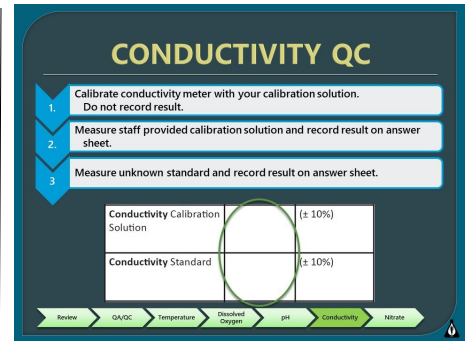 CONDUCTIVITY QC
1. Calibrate conductivity meter with your calibration solution.
Do not record result.
2. Measure staff provided calibration solution and record result on answer
sheet.
3 Measure unknown standard and record result on answer sheet.
Conductivity Calibration (± 10%)
Solution
Conductivity Standard (± 10%)
Review QA/QC Temperature Dissolved Oxygen pH Conductivity Nitrate